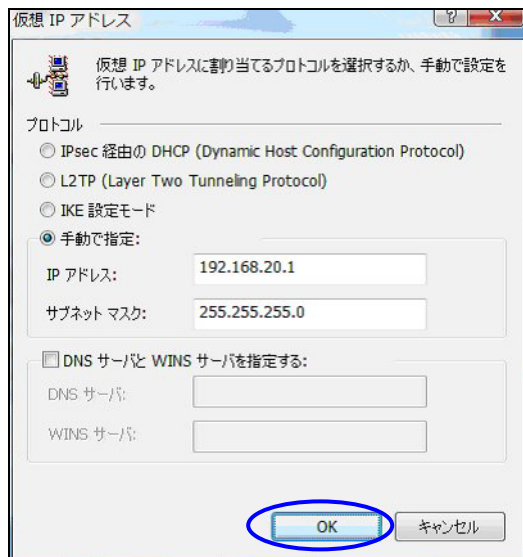 仮想 IP アドレス
仮想 IP アドレスに割り当てるプロトコルを選択するか、手動で設定を
行います。
プロトコル
IPsec 経由の DHCP (Dynamic Host Configuration Protocol)
L2TP (Layer Two Tunneling Protocol)
IKE 設定モード
手動で指定:
IP アドレス: 192.168.20.1
サブネット マスク: 255.255.255.0
DNS サーバと WINS サーバを指定する:
DNS サーバ:
WINS サーバ:
OK キャンセル